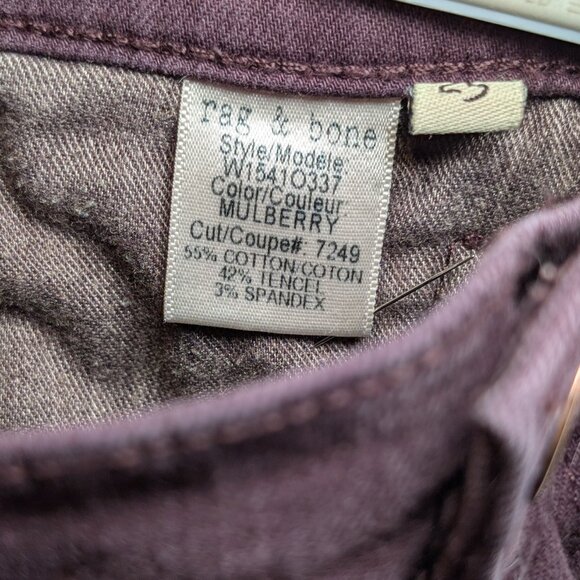 rag & bone
Style/Modele
W1541O337
Color/Couleur
MULBERRY
Cut/Coupe#: 7249
55% COTTON/COTON
42% TENCEL
3% SPANDEX